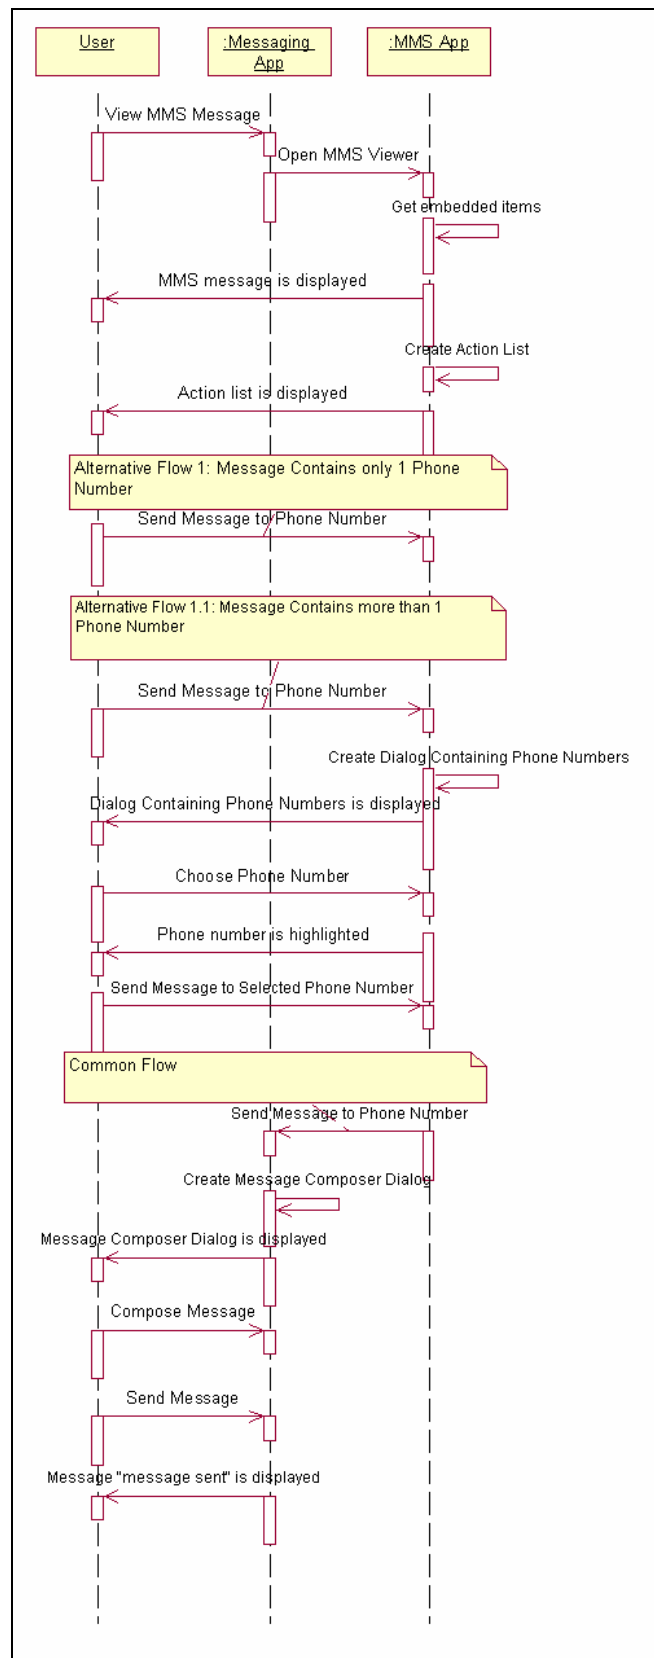 User
:Messaging
App
:MMS App
View MMS Message
Open MMS Viewer
Get embedded items
MMS message is displayed
Create Action List
Action list is displayed
Alternative Flow 1: Message Contains only 1 Phone
Number
Send Message to Phone Number
Alternative Flow 1.1: Message Contains more than 1
Phone Number
Send Message to Phone Number
Create Dialog Containing Phone Numbers
Dialog Containing Phone Numbers is displayed
Choose Phone Number
Phone number is highlighted
Send Message to Selected Phone Number
Common Flow
Send Message to Phone Number
Create Message Composer Dialog
Message Composer Dialog is displayed
Compose Message
Send Message
Message "message sent" is displayed